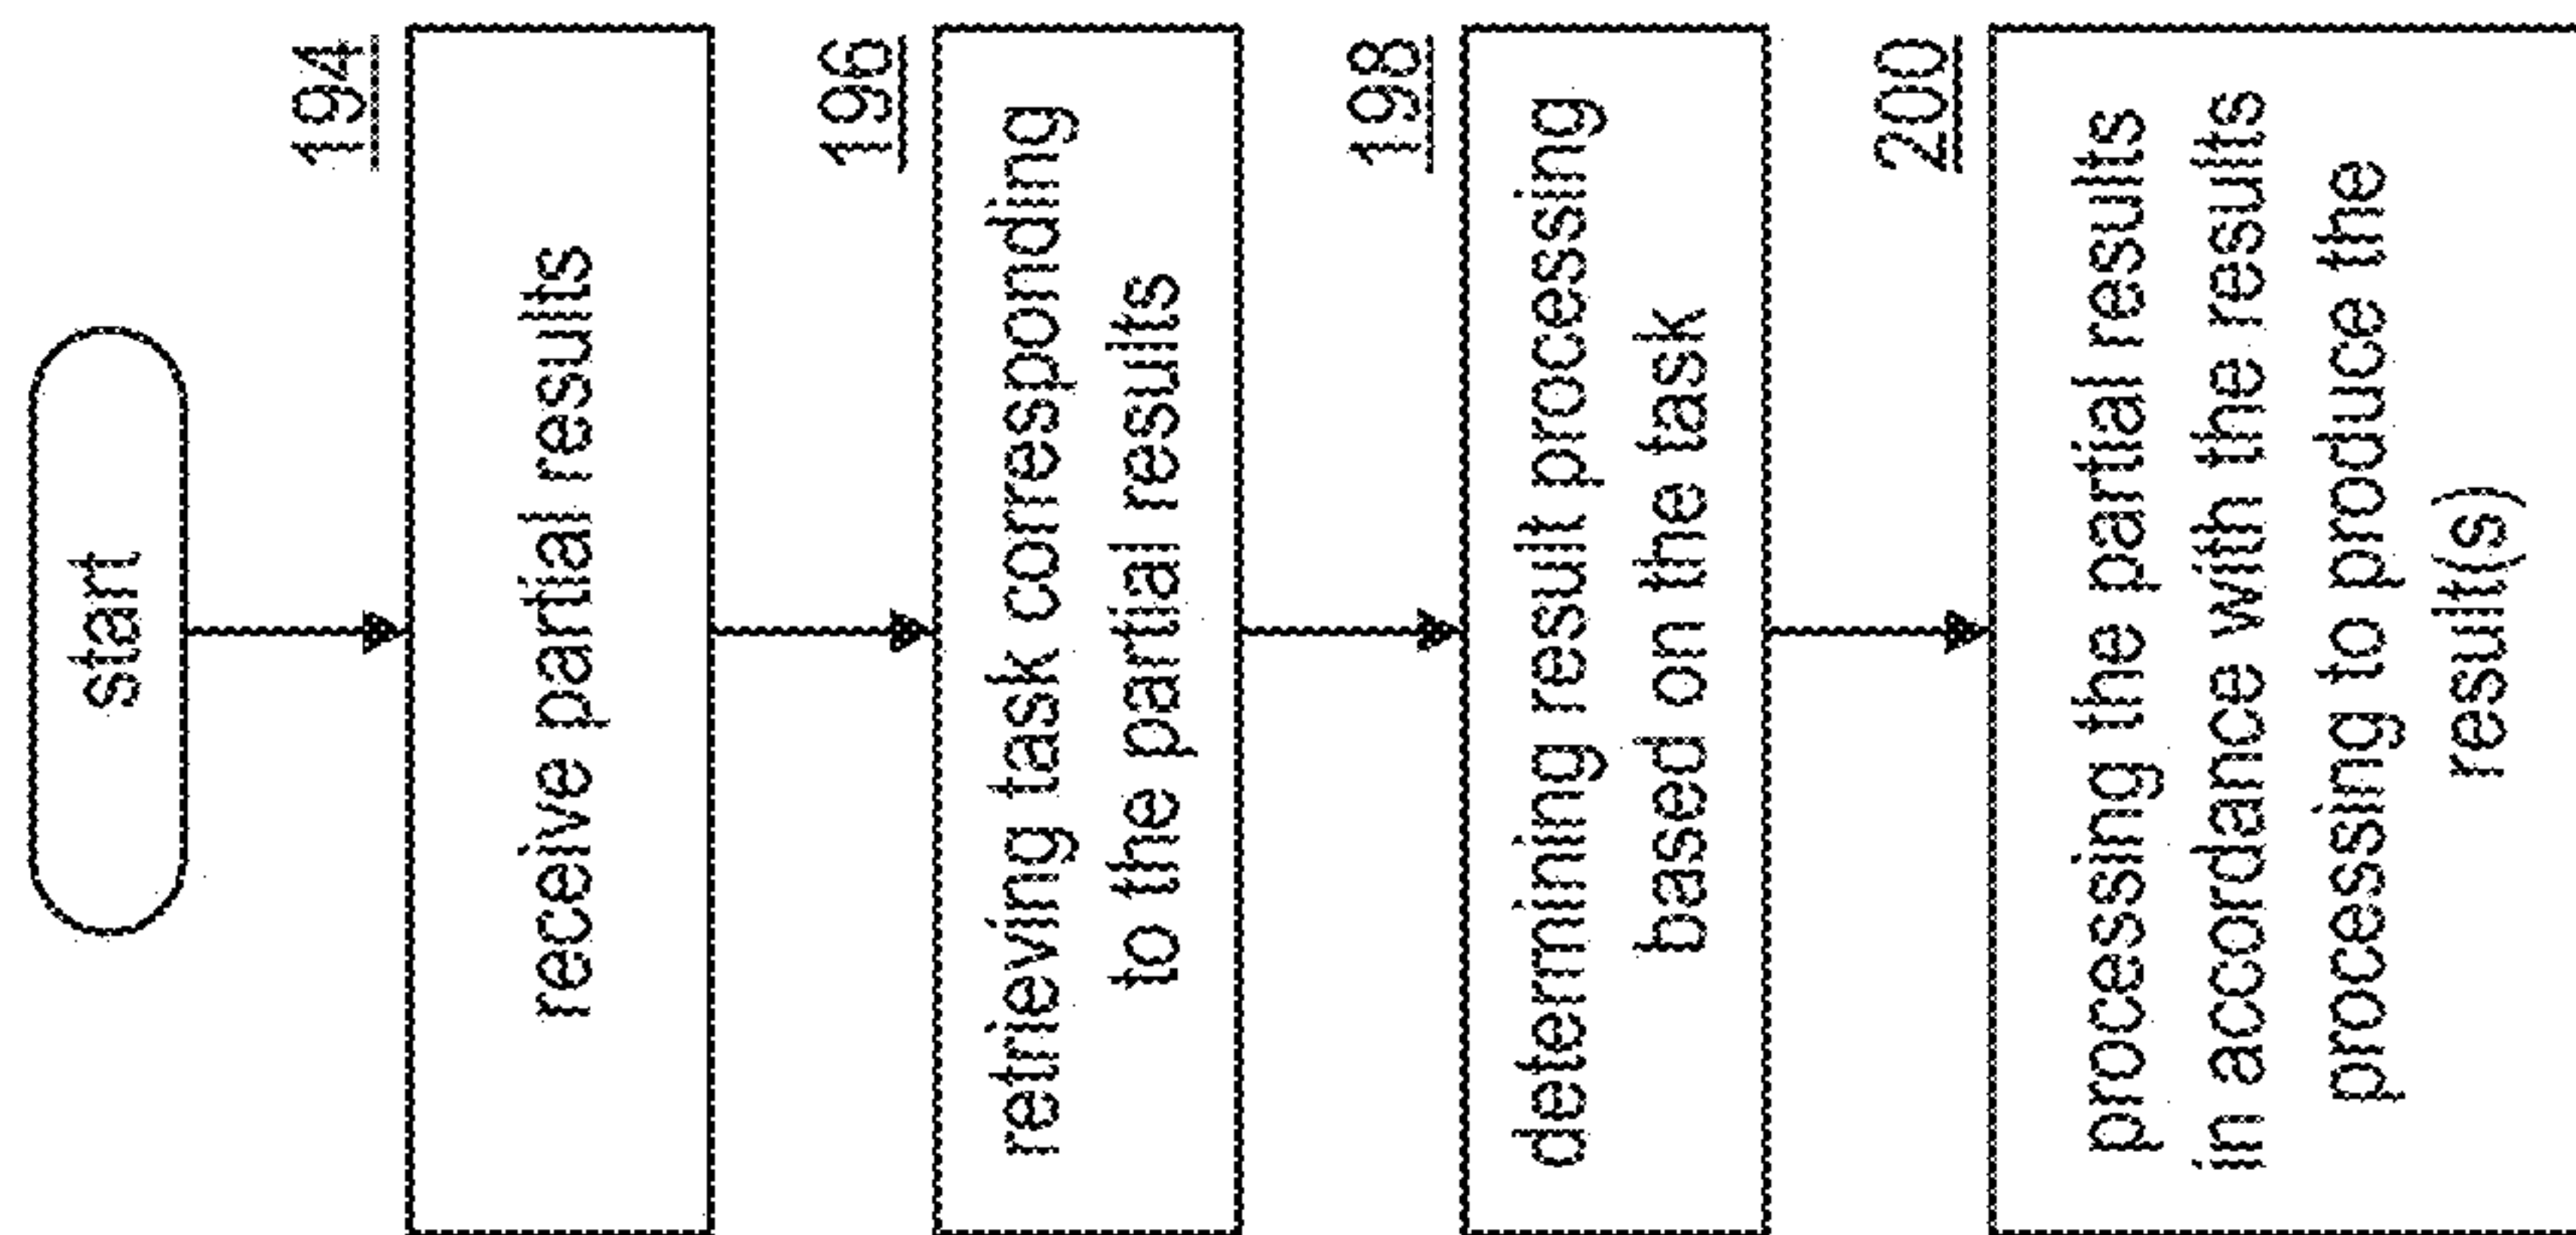 start
194
receive partial results
196
retrieving task corresponding
to the partial results
198
determining result processing
based on the task
200
processing the partial results
in accordance with the results
processing to produce the
result(s)